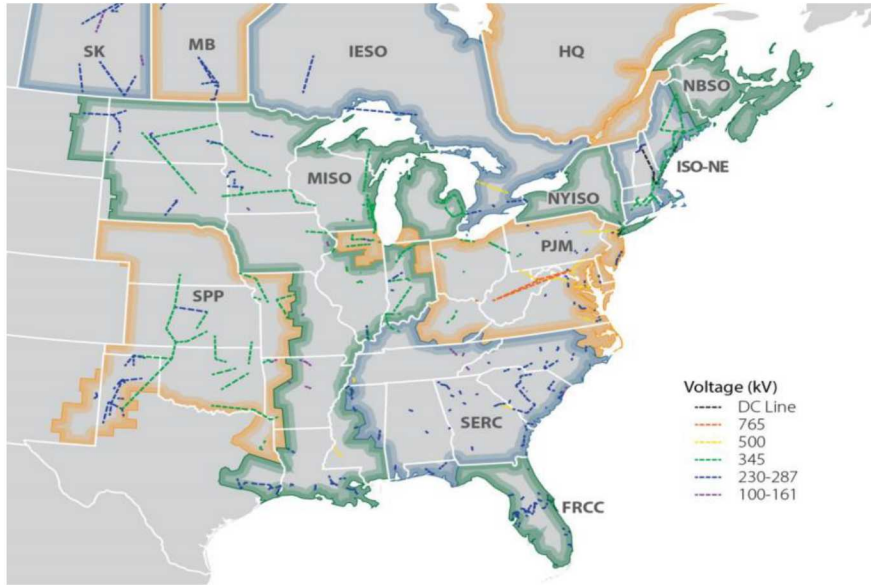 SK
MB
IESO
HQ
NBSO
MISO
ISO-NE
NYISO
PJM
SPP
SERC
FRCC
Voltage (kV)
DC Line
765
500
345
230-287
100-161